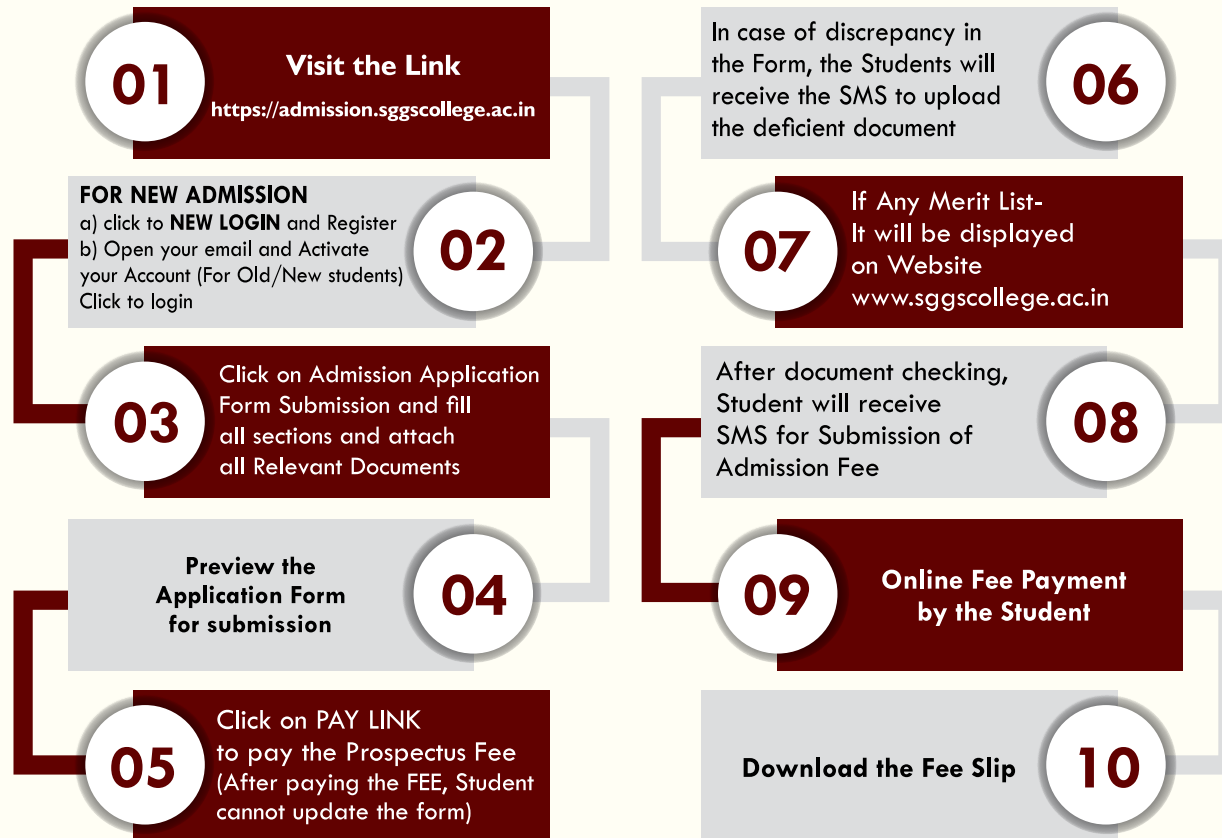 01
Visit the Link
https://admission.sggscollege.ac.in
FOR NEW ADMISSION
a) click to NEW LOGIN and Register
b) Open your email and Activate
your Account (For Old/New students)
Click to login
02
03
Click on Admission Application
Form Submission and fill
all sections and attach
all Relevant Documents
Preview the
Application Form
for submission
04
05
Click on PAY LINK
to pay the Prospectus Fee
(After paying the FEE, Student
cannot update the form)
In case of discrepancy in
the Form, the Students will
receive the SMS to upload
the deficient document
06
07
If Any Merit List-
It will be displayed
on Website
www.sggscollege.ac.in
After document checking,
Student will receive
SMS for Submission of
Admission Fee
08
09
Online Fee Payment
by the Student
Download the Fee Slip
10